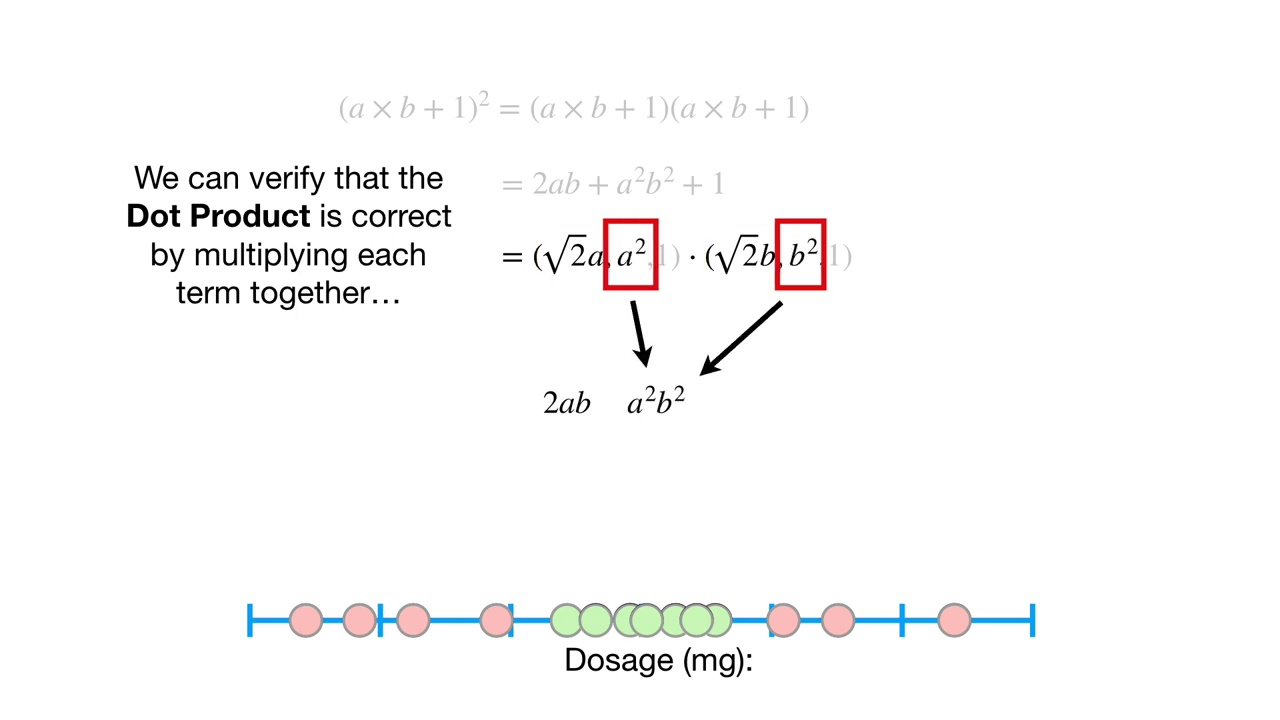 (a × b + 1)² = (a × b + 1)(a × b + 1)
We can verify that the
Dot Product is correct
by multiplying each
term together…
= 2ab + a²b² + 1
= (√2a, a², 1) · (√2b, b², 1)
2ab a²b²
Dosage (mg):